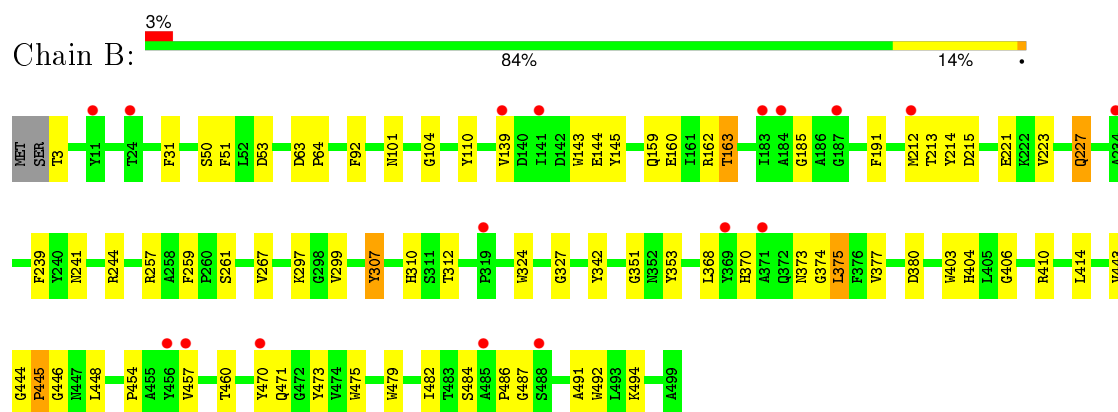 3%
Chain B:
84% 14% •
MET SER T3 Y11 T24 F31 S50 F51 L52 D53 D63 P64 F92 N101 G104 Y110 V139 D140 I141 D142 W143 E144 Y145 Q159 E160 I161 R162 T163 I183 A184 G185 A186 G187 F191 M212 T213 Y214 D215 E221 K222 V223 Q227 A234
F239 Y240 N241 R244 R257 A258 F259 P260 S261 V267 K297 G298 V299 Y307 H310 S311 T312 P319 W324 G327 Y342 G351 N352 Y353 L368 Y369 H370 A371 Q372 N373 G374 L375 F376 V377 D380 W403 H404 L405 G406 R410 L414
G444 P445 G446 N447 L448 P454 A455 Y456 V457 T460 Y470 Q471 G472 Y473 V474 W475 W479 I482 T483 S484 A485 P486 G487 S488 A491 W492 L493 K494 A499